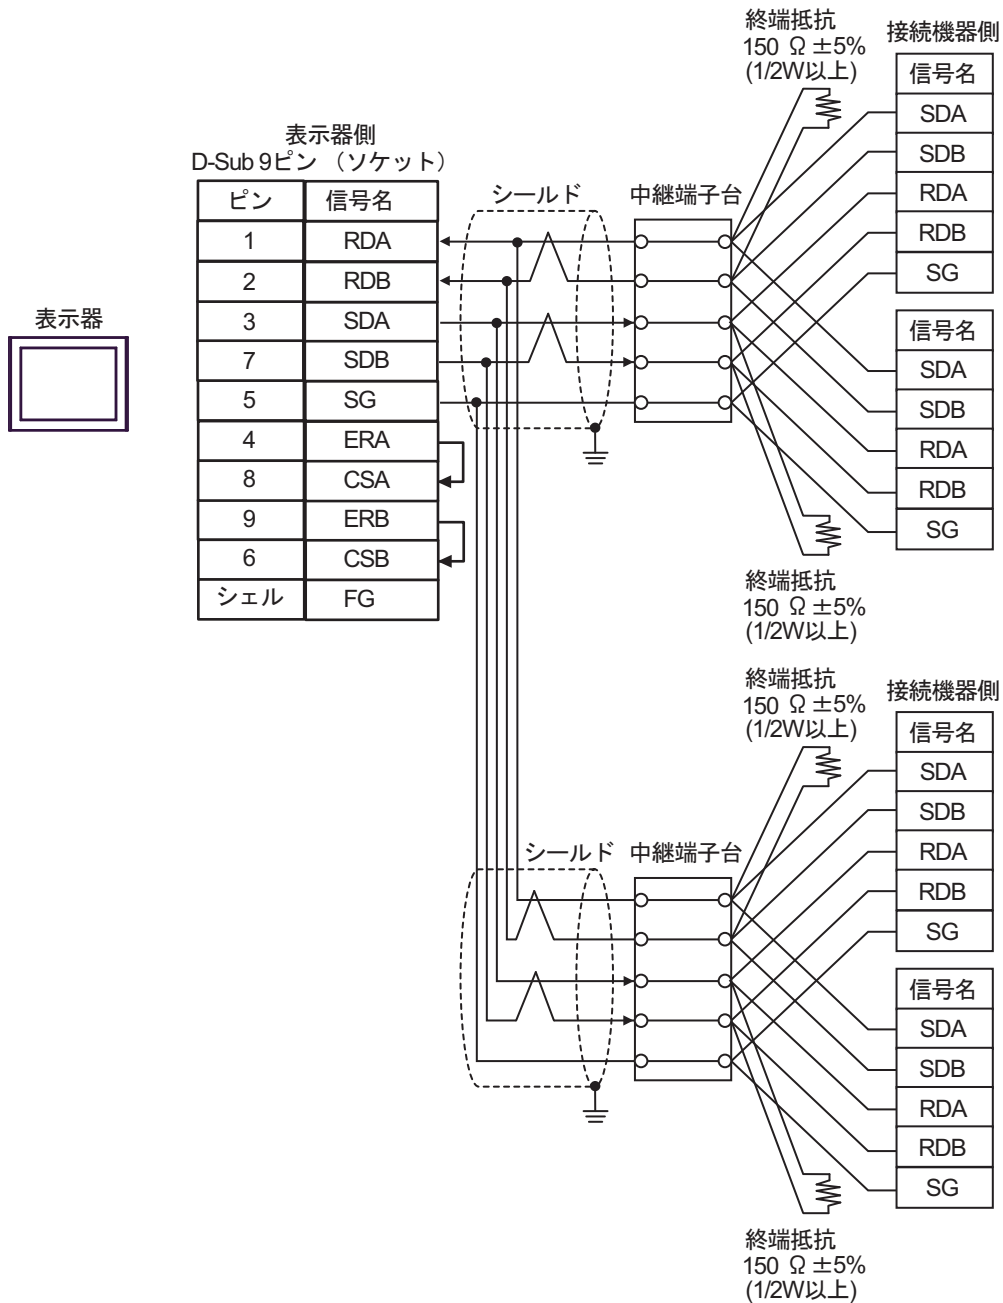 終端抵抗
150 Ω ±5%
(1/2W以上)
接続機器側
信号名
SDA
SDB
RDA
RDB
SG
表示器側
D-Sub 9ピン (ソケット)
ピン 信号名
1 RDA
2 RDB
3 SDA
7 SDB
5 SG
4 ERA
8 CSA
9 ERB
6 CSB
シェル FG
シールド
中継端子台
表示器
信号名
SDA
SDB
RDA
RDB
SG
終端抵抗
150 Ω ±5%
(1/2W以上)
終端抵抗
150 Ω ±5%
(1/2W以上)
接続機器側
信号名
SDA
SDB
RDA
RDB
SG
シールド
中継端子台
信号名
SDA
SDB
RDA
RDB
SG
終端抵抗
150 Ω ±5%
(1/2W以上)